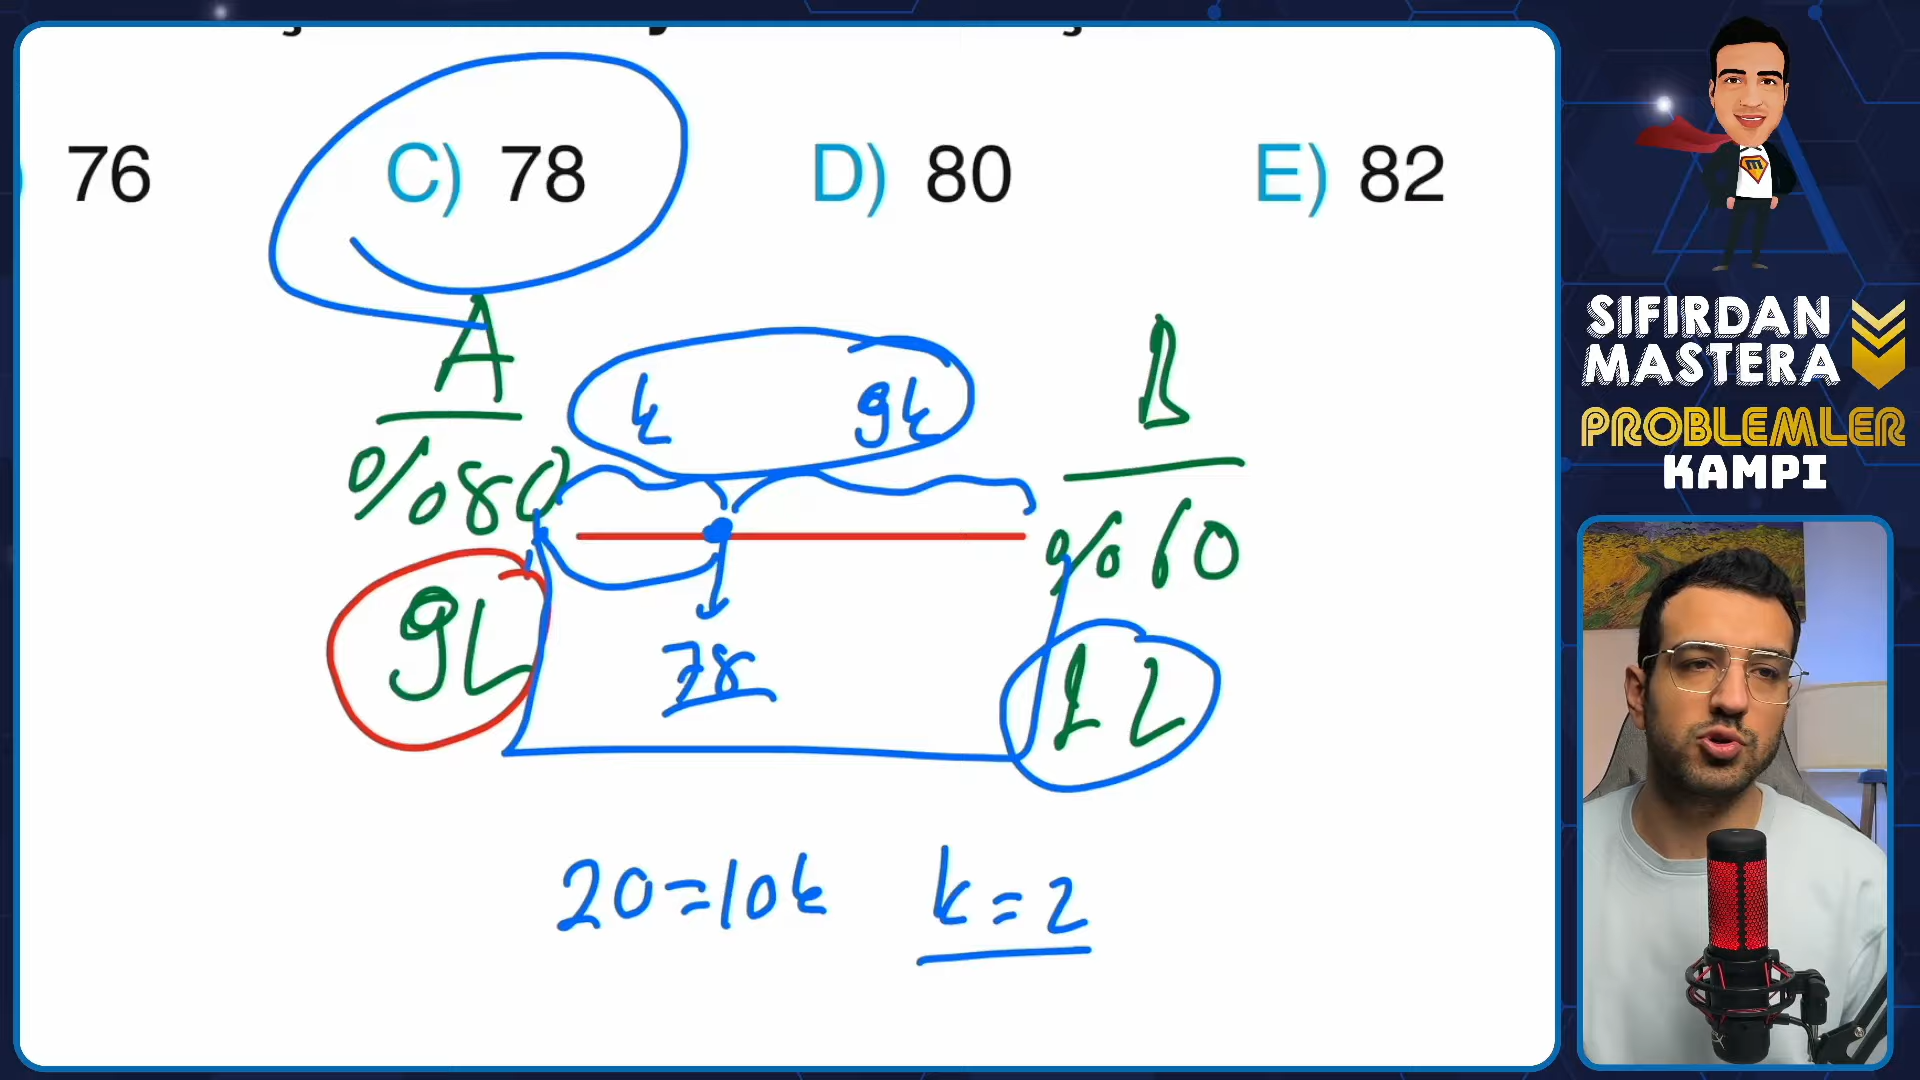 76 C) 78 D) 80 E) 82
A
k 9k
B
%80
%60
9L
78
1L
20=10k k=2
SIFIRDAN
MASTERA
PROBLEMLER
KAMPI